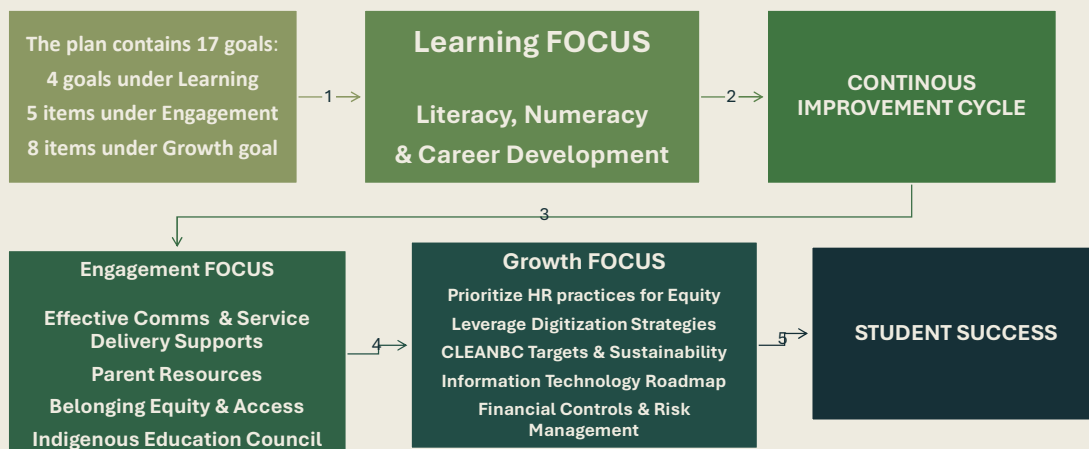 The plan contains 17 goals:
4 goals under Learning
5 items under Engagement
8 items under Growth goal
1
Learning FOCUS
Literacy, Numeracy
& Career Development
2
CONTINOUS
IMPROVEMENT CYCLE
3
Engagement FOCUS
Effective Comms & Service
Delivery Supports
Parent Resources
Belonging Equity & Access
Indigenous Education Council
4
Growth FOCUS
Prioritize HR practices for Equity
Leverage Digitization Strategies
CLEANBC Targets & Sustainability
Information Technology Roadmap
Financial Controls & Risk
Management
5
STUDENT SUCCESS